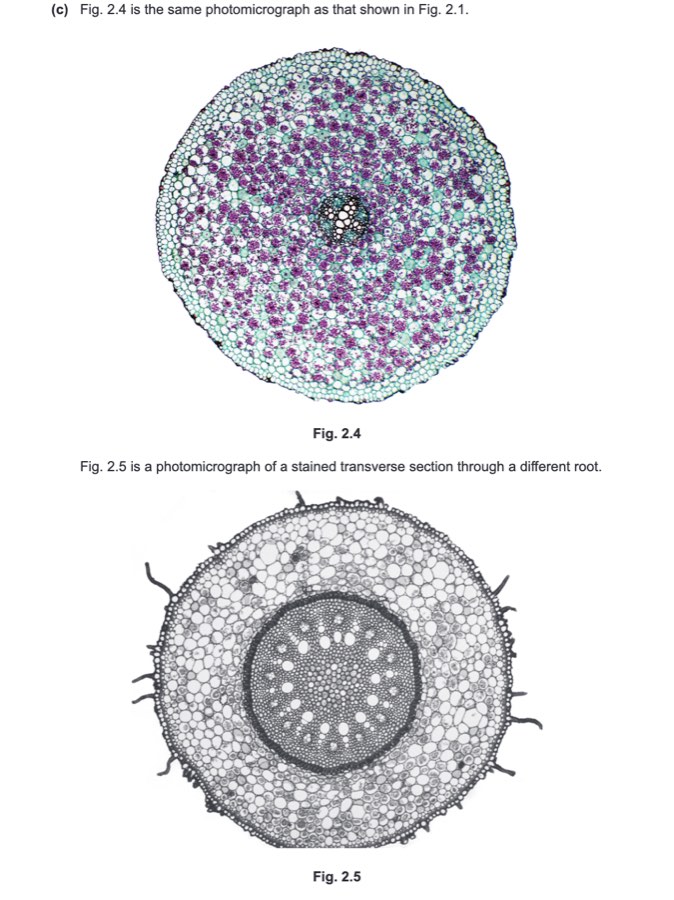 (c) Fig. 2.4 is the same photomicrograph as that shown in Fig. 2.1.
Fig. 2.4
Fig. 2.5 is a photomicrograph of a stained transverse section through a different root.
Fig. 2.5